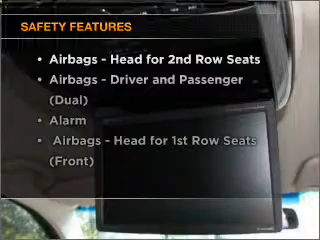 SAFETY FEATURES
• Airbags - Head for 2nd Row Seats
• Airbags - Driver and Passenger
(Dual)
• Alarm
• Airbags - Head for 1st Row Seats
(Front)